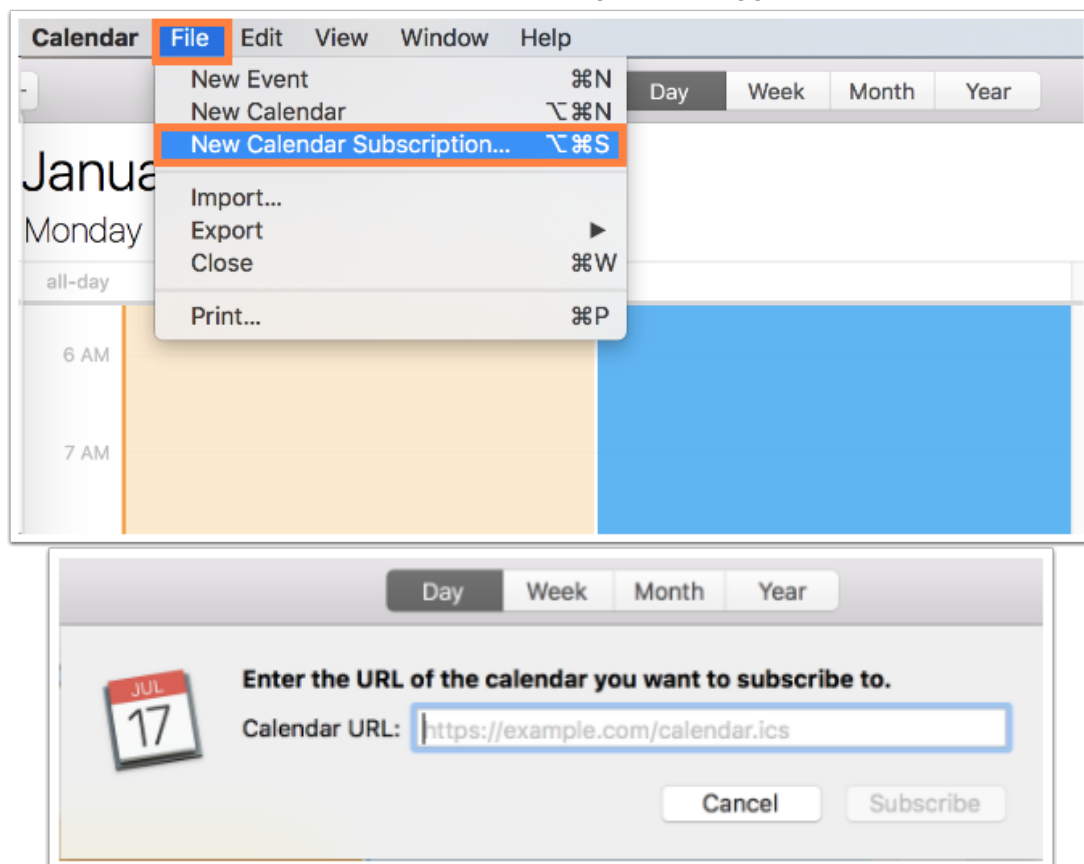 Calendar File Edit View Window Help
New Event ⌘N
Day Week Month Year
New Calendar ⌥⌘N
New Calendar Subscription... ⌥⌘S
Janua
Import...
Monday
Export ▶
Close ⌘W
all-day
Print... ⌘P
6 AM
7 AM
Day Week Month Year
Enter the URL of the calendar you want to subscribe to.
JUL
17
Calendar URL: https://example.com/calendar.ics
Cancel Subscribe